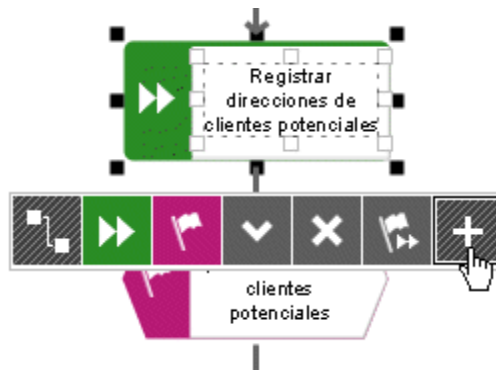 Registrar
direcciones de
clientes potenciales
clientes
potenciales